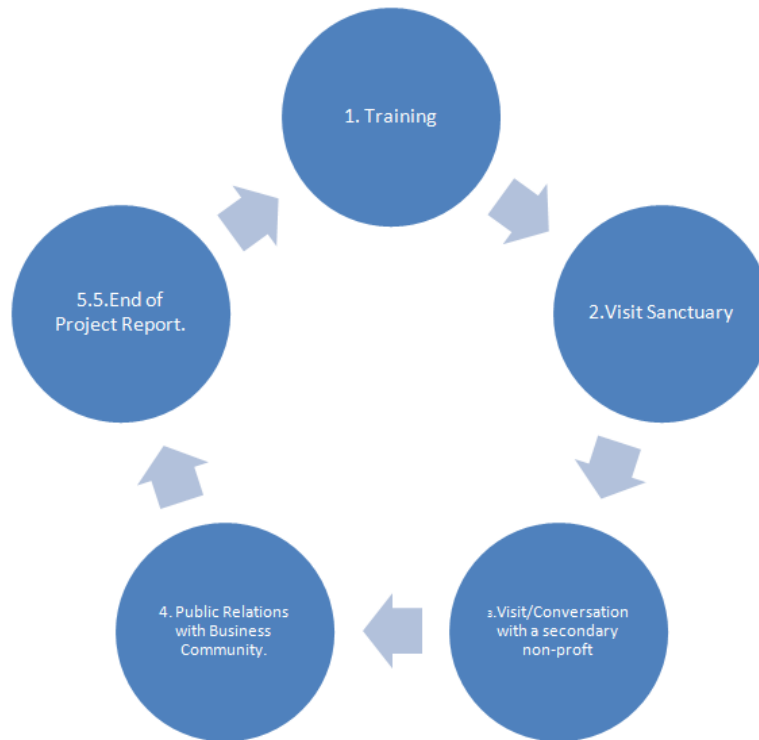 1. Training
2.Visit Sanctuary
3.Visit/Conversation
with a secondary
non-proft
4. Public Relations
with Business
Community.
5.5.End of
Project Report.